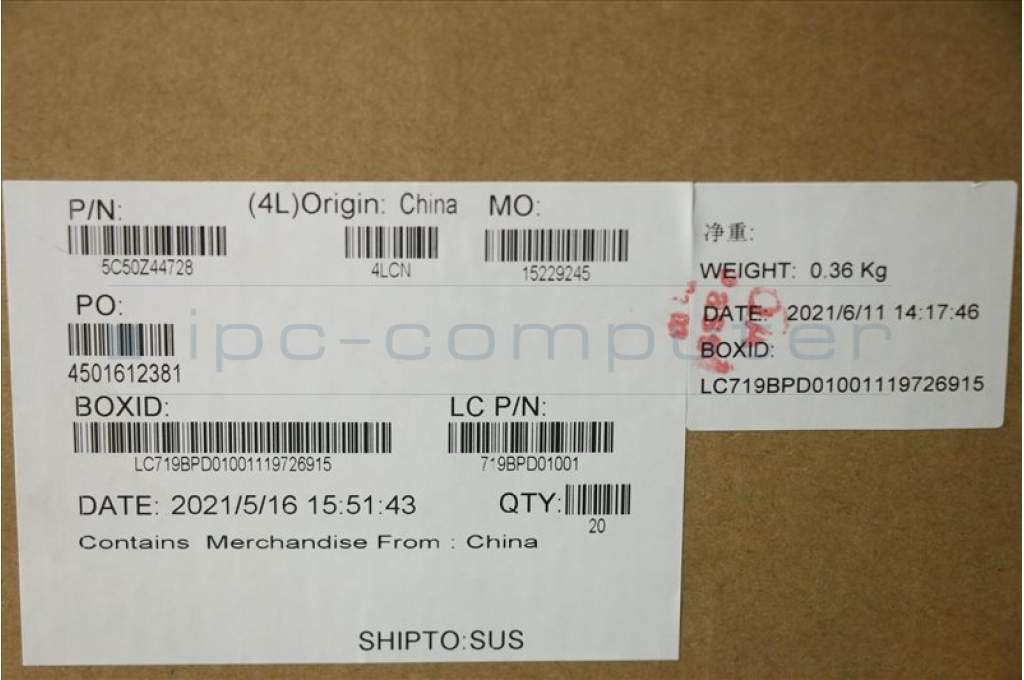 P/N:
5C50Z44728
(4L)Origin: China
4LCN
MO:
15229245
PO:
4501612381
BOXID:
LC719BPD01001119726915
LC P/N:
719BPD01001
DATE: 2021/5/16 15:51:43
QTY:
20
Contains Merchandise From : China
SHIPTO:SUS
净重:
WEIGHT: 0.36 Kg
DATE: 2021/6/11 14:17:46
BOXID:
LC719BPD01001119726915
ipc-computer